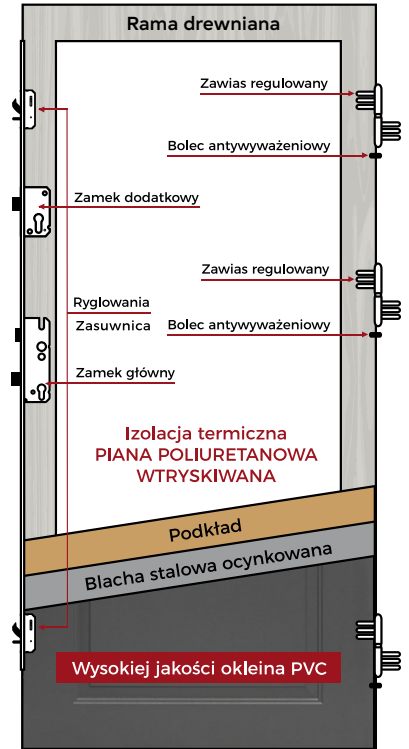 Rama drewniana
Zawias regulowany
Bolec antywyważeniowy
Zamek dodatkowy
Zawias regulowany
Ryglowania
Zasuwnica
Bolec antywyważeniowy
Zamek główny
Izolacja termiczna
PIANA POLIURETANOWA
WTRYSKIWANA
Podkład
Blacha stalowa ocynkowana
Wysokiej jakości okleina PVC